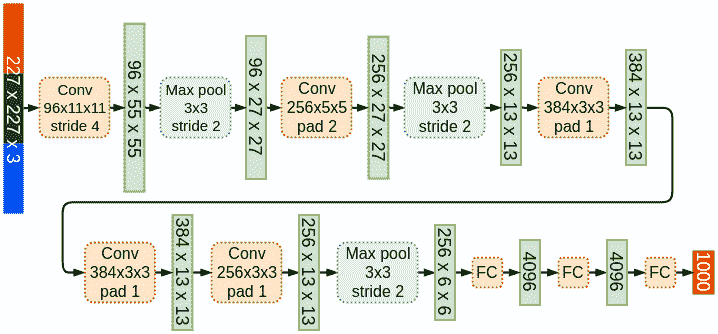 227 x 227 x 3
Conv
96x11x11
stride 4
96 x 55 x 55
Max pool
3x3
stride 2
96 x 27 x 27
Conv
256x5x5
pad 2
256 x 27 x 27
Max pool
3x3
stride 2
256 x 13 x 13
Conv
384x3x3
pad 1
384 x 13 x 13
Conv
384x3x3
pad 1
384 x 13 x 13
Conv
256x3x3
pad 1
256 x 13 x 13
Max pool
3x3
stride 2
256 x 6 x 6
FC
4096
FC
4096
FC
1000